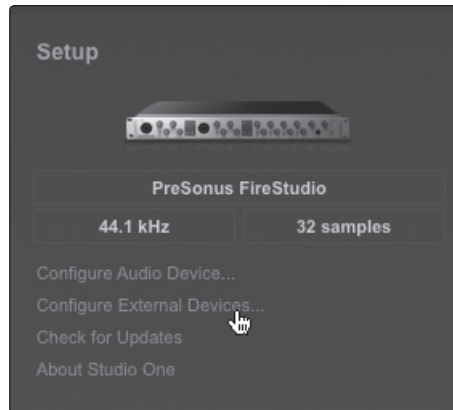 Setup
PreSonus FireStudio
44.1 kHz 32 samples
Configure Audio Device...
Configure External Devices...
Check for Updates
About Studio One